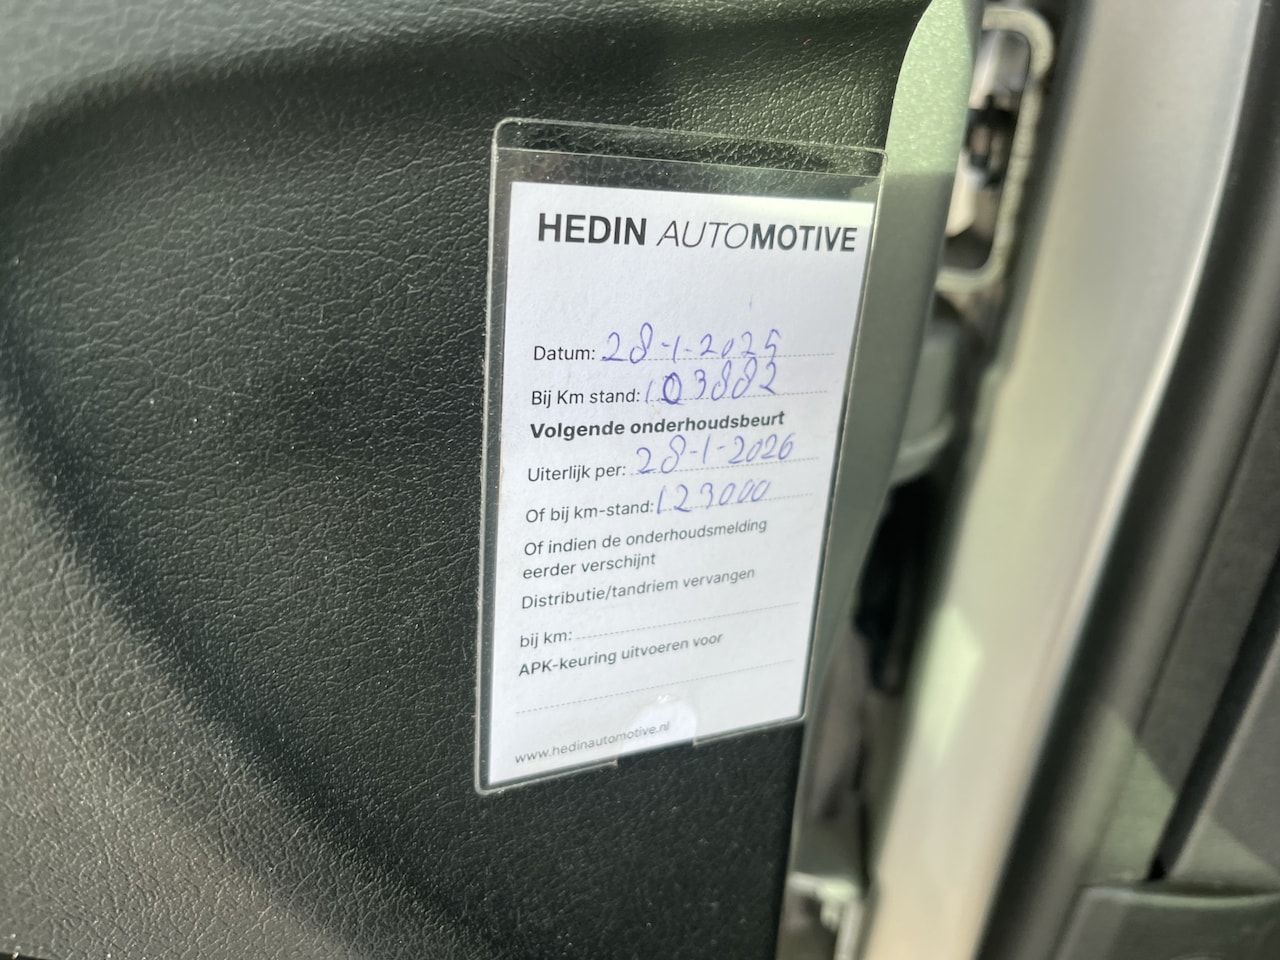 HEDIN AUTOMOTIVE
Datum: 28-1-2025
Bij Km stand: 103882
Volgende onderhoudsbeurt
Uiterlijk per: 28-1-2026
Of bij km-stand: 123000
Of indien de onderhoudsmelding
eerder verschijnt
Distributie/tandriem vervangen
bij km:
APK-keuring uitvoeren voor
www.hedinautomotive.nl